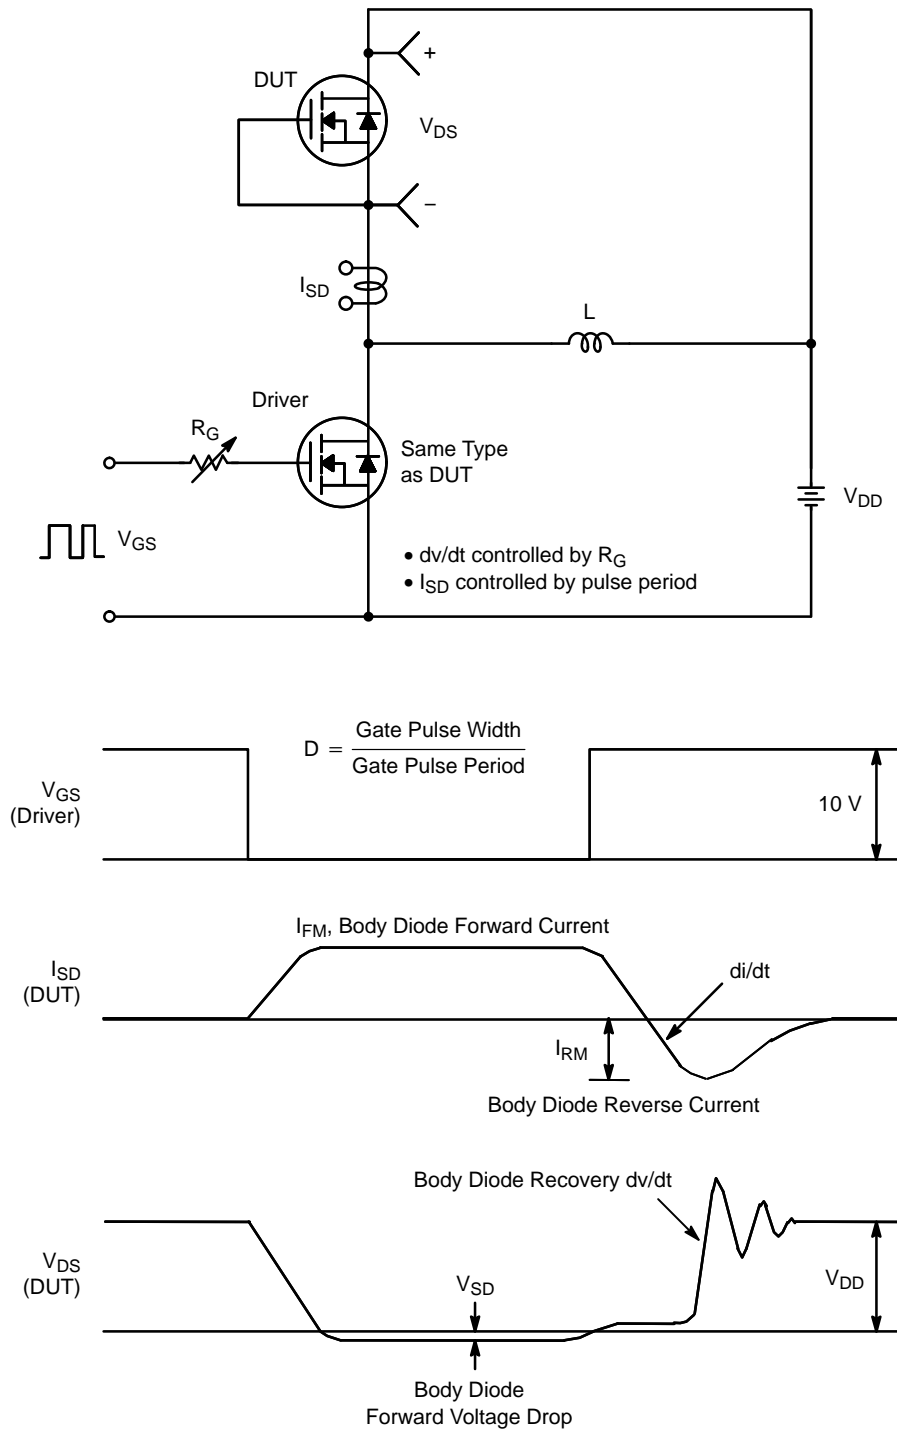 +
DUT
V_DS
−
I_SD
L
Driver
R_G
Same Type
as DUT
V_DD
V_GS
• dv/dt controlled by R_G
• I_SD controlled by pulse period
D = Gate Pulse Width
Gate Pulse Period
V_GS
(Driver)
10 V
I_FM, Body Diode Forward Current
I_SD
(DUT)
di/dt
I_RM
Body Diode Reverse Current
Body Diode Recovery dv/dt
V_DS
(DUT)
V_SD
V_DD
Body Diode
Forward Voltage Drop